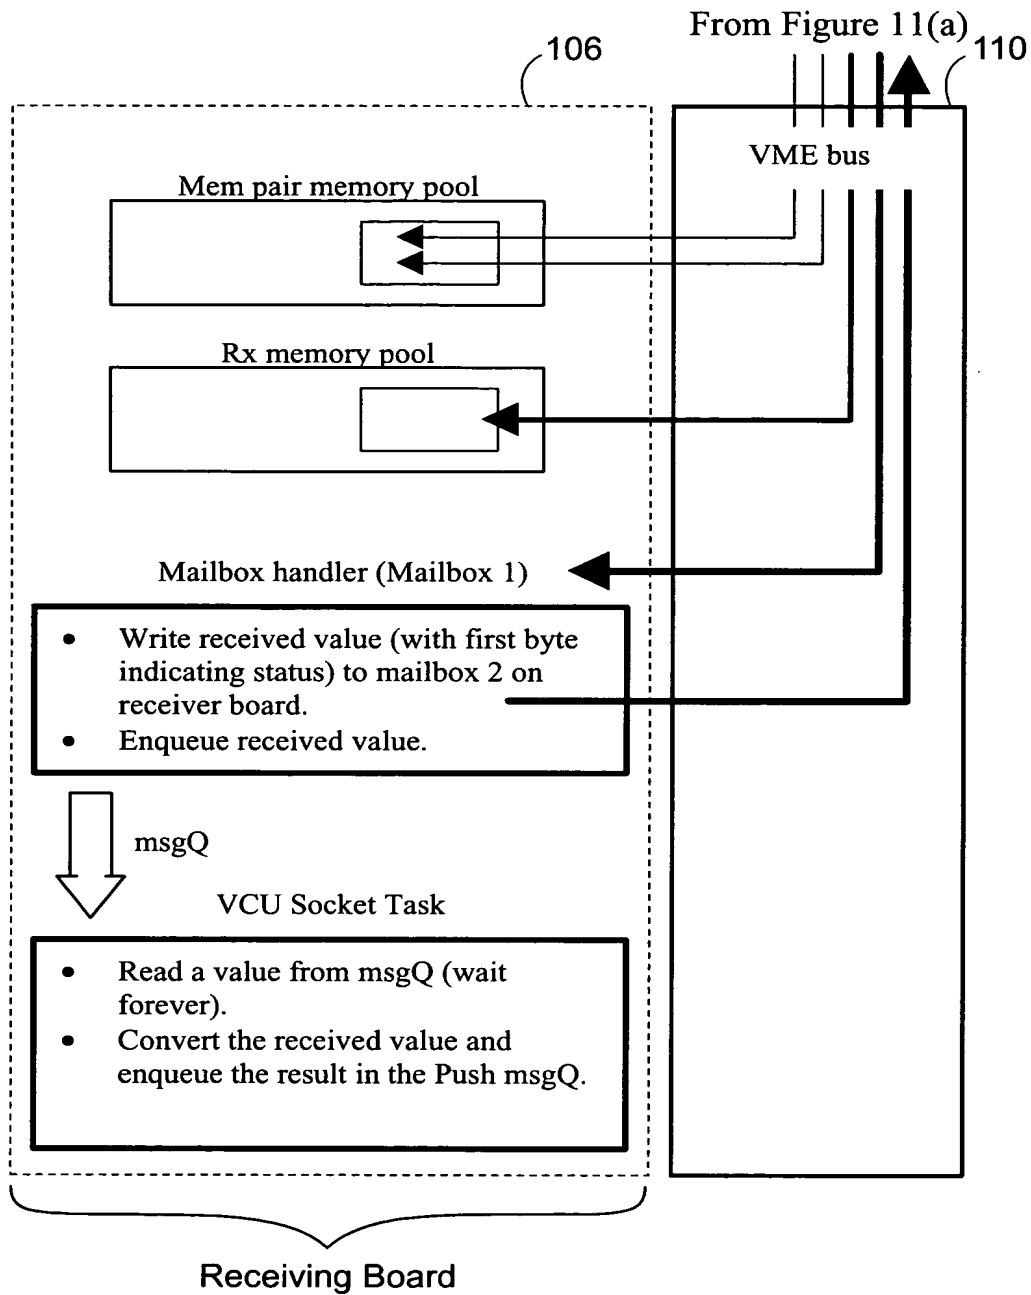 From Figure 11(a)
106
110
VME bus
Mem pair memory pool
Rx memory pool
Mailbox handler (Mailbox 1)
• Write received value (with first byte
indicating status) to mailbox 2 on
receiver board.
• Enqueue received value.
msgQ
VCU Socket Task
• Read a value from msgQ (wait
forever).
• Convert the received value and
enqueue the result in the Push msgQ.
Receiving Board